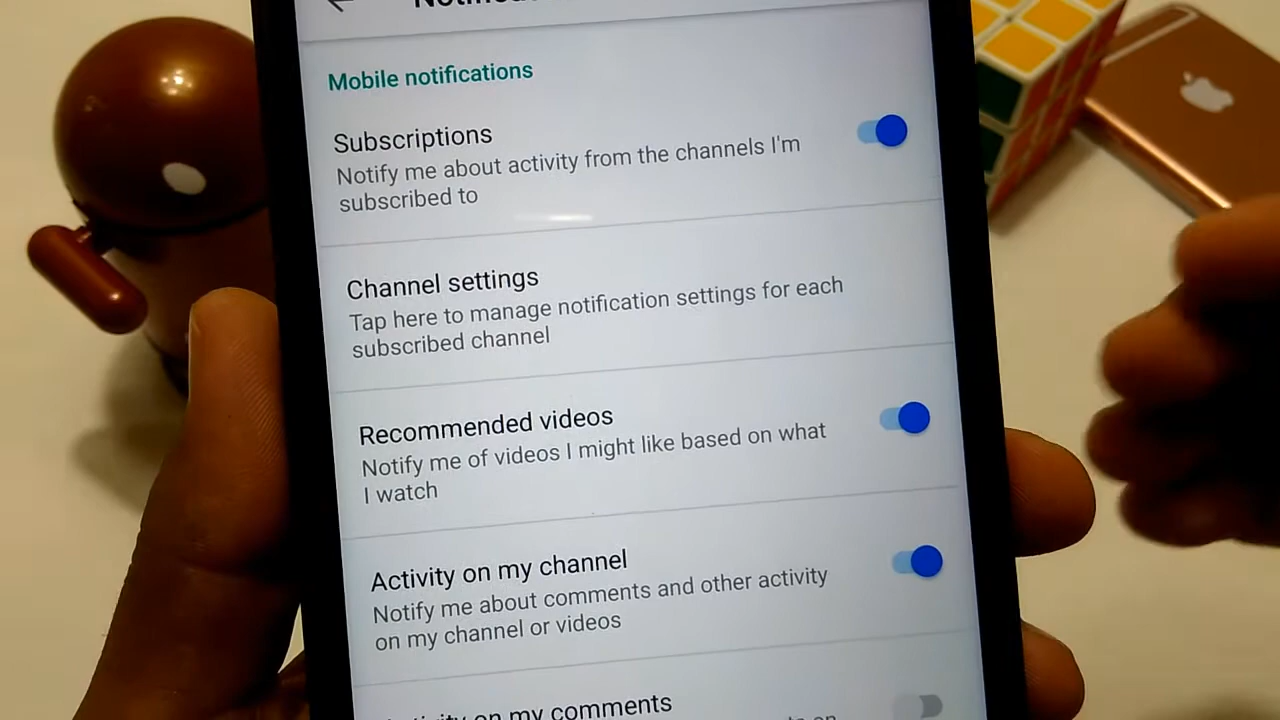 Mobile notifications
Subscriptions
Notify me about activity from the channels I'm
subscribed to
Channel settings
Tap here to manage notification settings for each
subscribed channel
Recommended videos
Notify me of videos I might like based on what
I watch
Activity on my channel
Notify me about comments and other activity
on my channel or videos
Activity on my comments